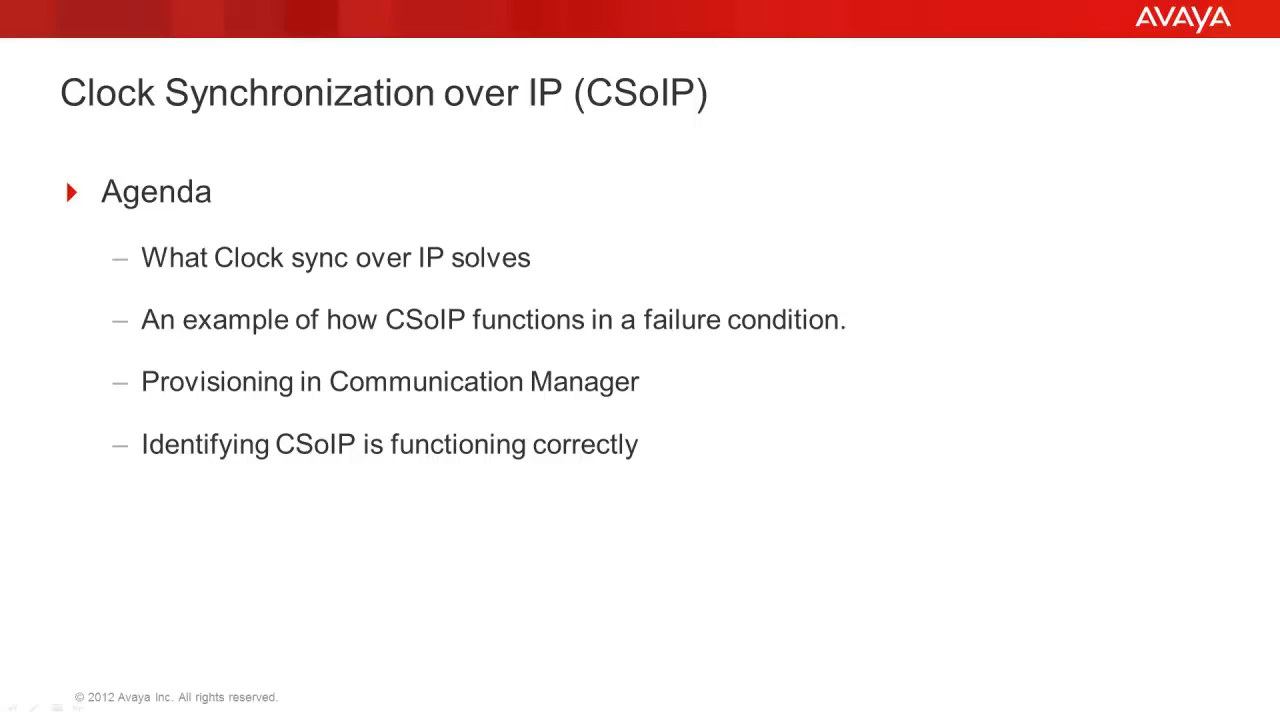 AVAYA
Clock Synchronization over IP (CSoIP)
Agenda
– What Clock sync over IP solves
– An example of how CSoIP functions in a failure condition.
– Provisioning in Communication Manager
– Identifying CSoIP is functioning correctly
© 2012 Avaya Inc. All rights reserved.